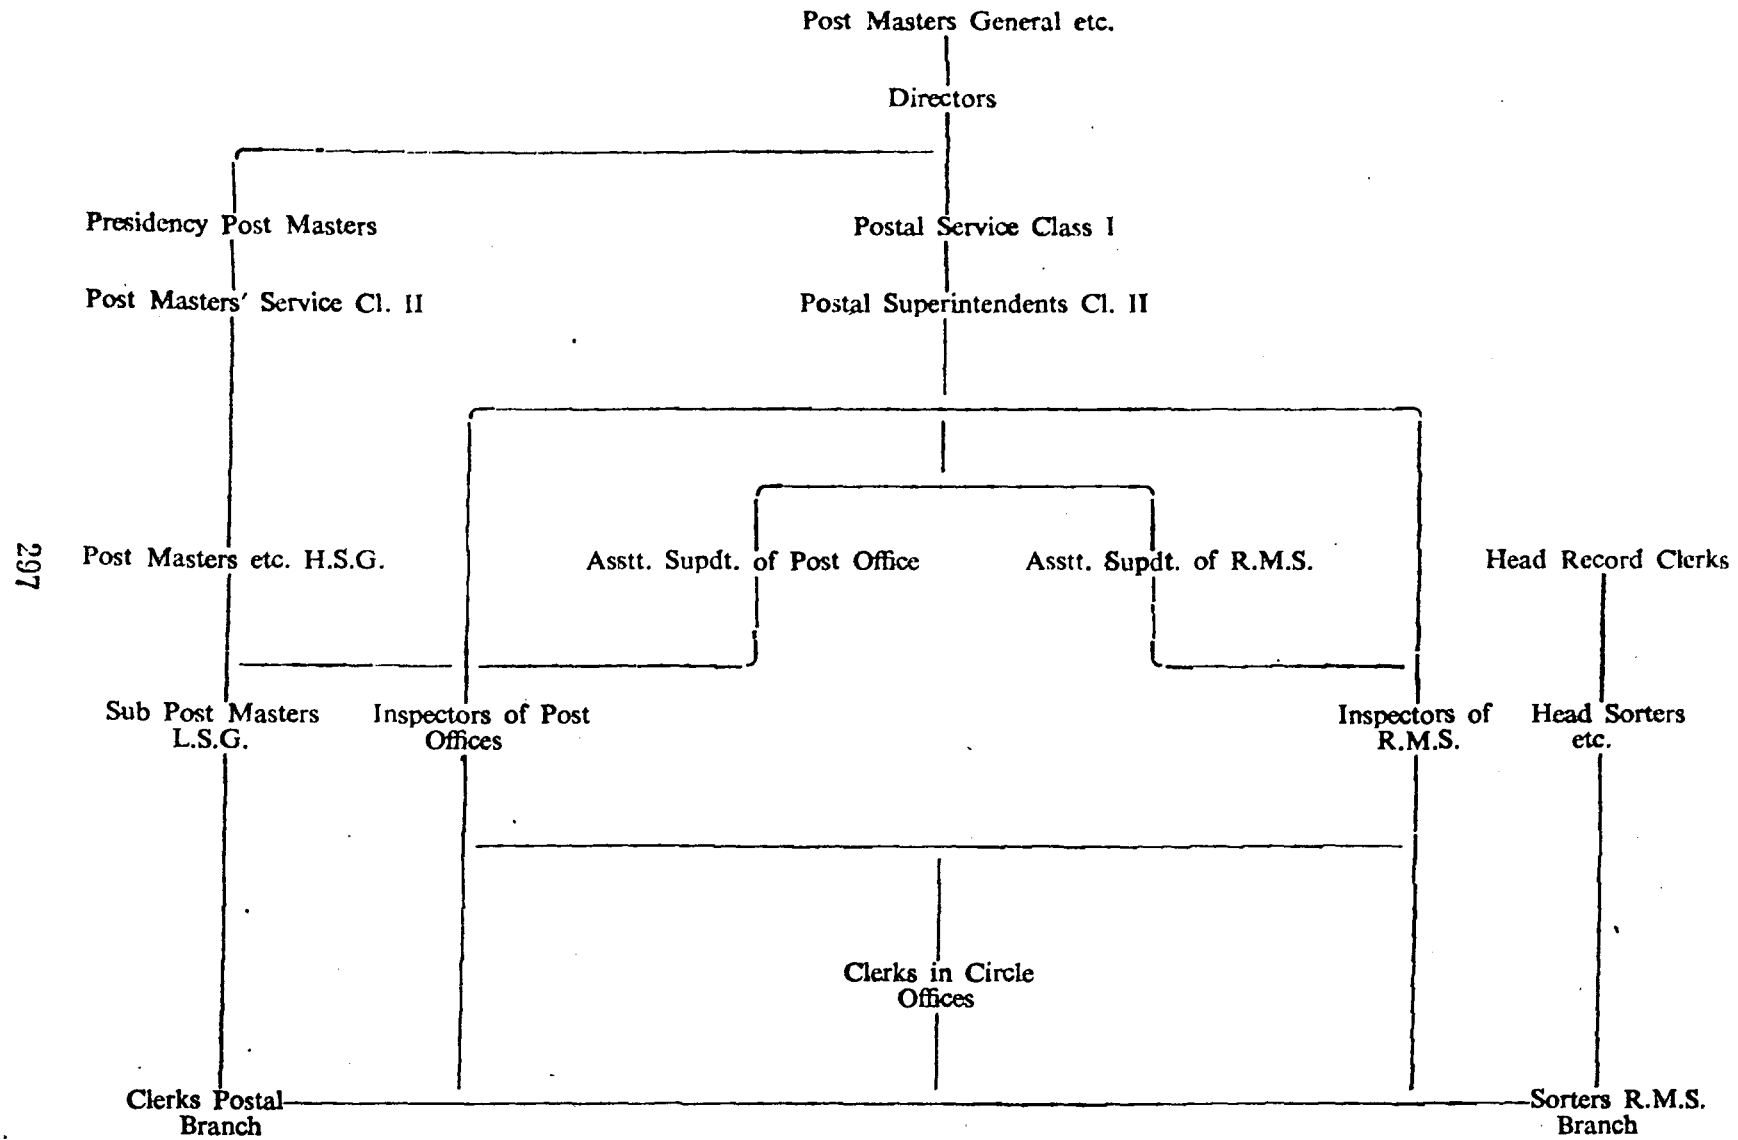 Post Masters General etc.
Directors
Presidency Post Masters
Postal Service Class I
Post Masters' Service Cl. II
Postal Superintendents Cl. II
297
Post Masters etc. H.S.G.
Asstt. Supdt. of Post Office
Asstt. Supdt. of R.M.S.
Head Record Clerks
Sub Post Masters
L.S.G.
Inspectors of Post
Offices
Inspectors of
R.M.S.
Head Sorters
etc.
Clerks in Circle
Offices
Clerks Postal
Branch
Sorters R.M.S.
Branch